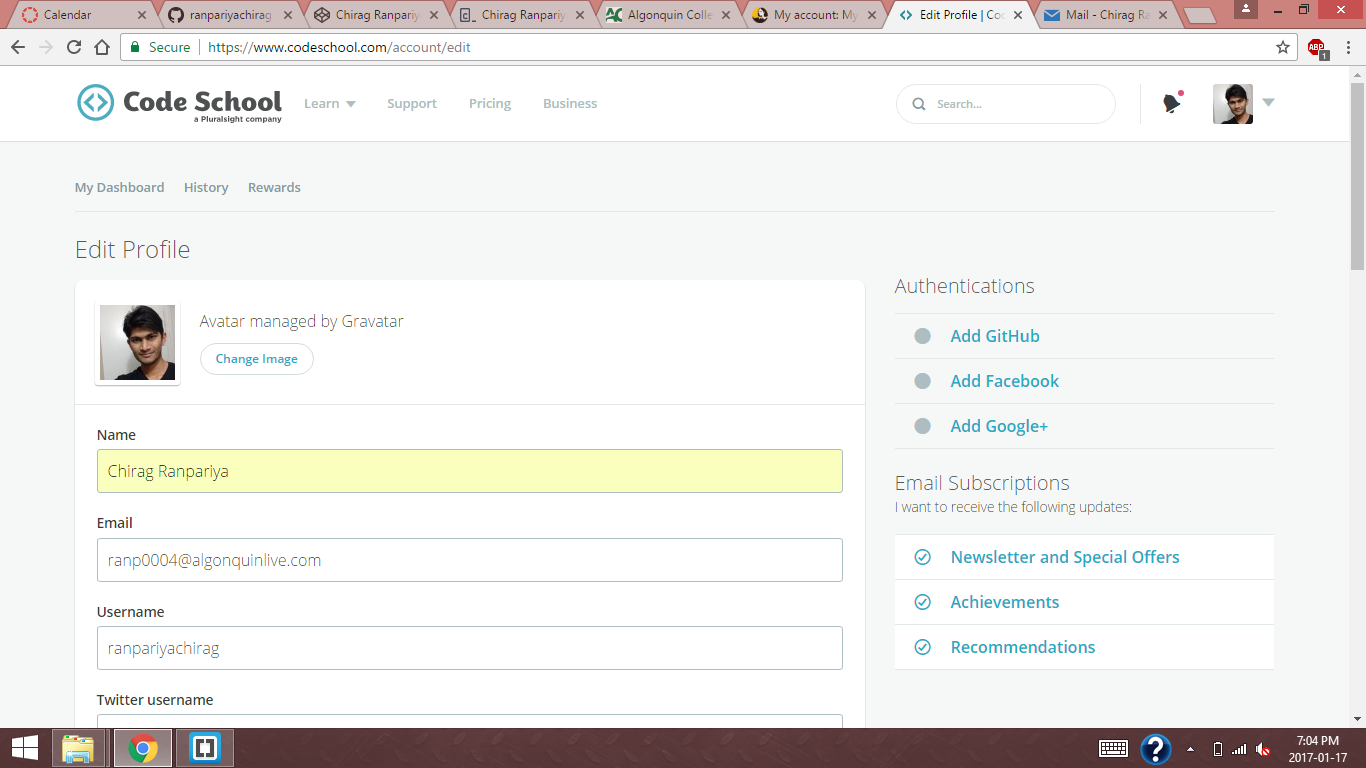 Calendar
ranpariyachirag
Chirag Ranpariy
Chirag Ranpariy
Algonquin Colle
My account: My
Edit Profile | Co
Mail - Chirag Ra
Secure
https://www.codeschool.com/account/edit
ABP
1
Code School
a Pluralsight company
Learn
Support
Pricing
Business
Search...
My Dashboard
History
Rewards
Edit Profile
Avatar managed by Gravatar
Change Image
Name
Chirag Ranpariya
Email
ranp0004@algonquinlive.com
Username
ranpariyachirag
Twitter username
Authentications
Add GitHub
Add Facebook
Add Google+
Email Subscriptions
I want to receive the following updates:
Newsletter and Special Offers
Achievements
Recommendations
7:04 PM
2017-01-17